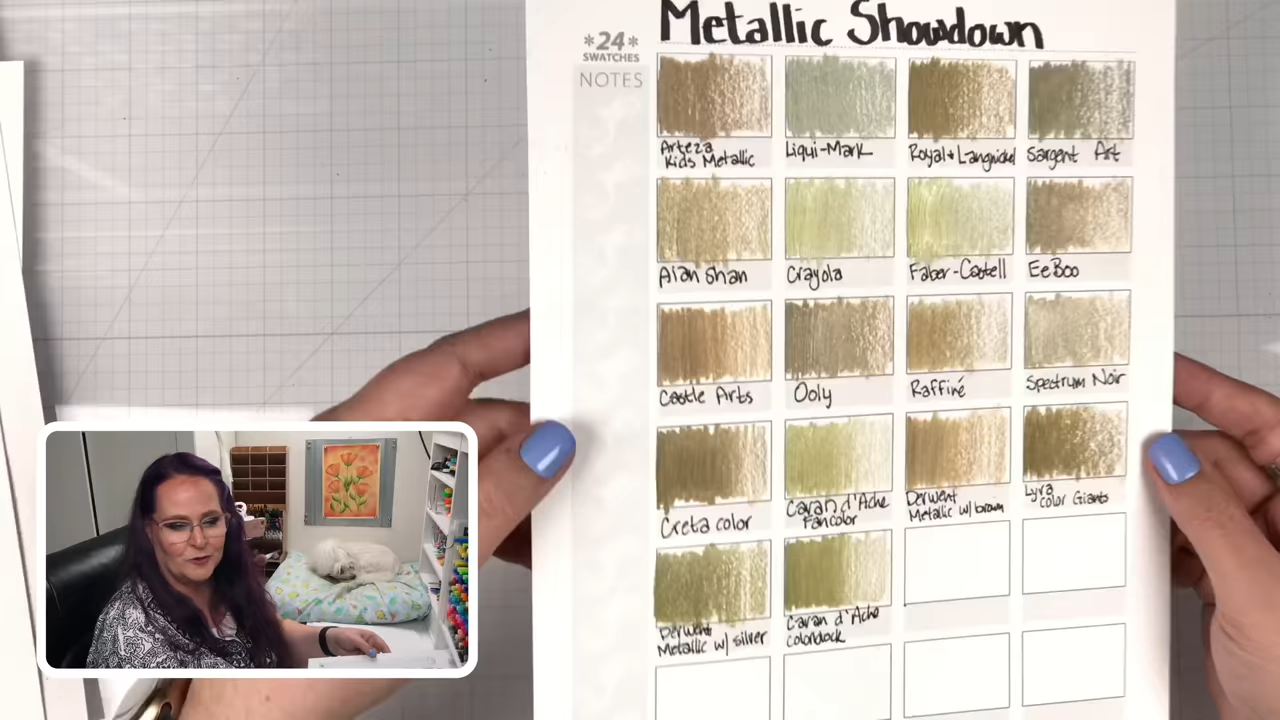 Metallic Showdown
*24*
SWATCHES
NOTES
Arteza
Kids Metallic
Liqui-Mark
Royal + Langnickel
Sargent Art
Alan Shan
Crayola
Faber-Castell
EeBoo
Castle Arts
Ooly
Raffiné
Spectrum Noir
Creta color
Caran d'Ache
Fancolor
Derwent
Metallic w/ brown
Lyra
Color Giants
Derwent
Metallic w/ silver
Caran d'Ache
colorblock